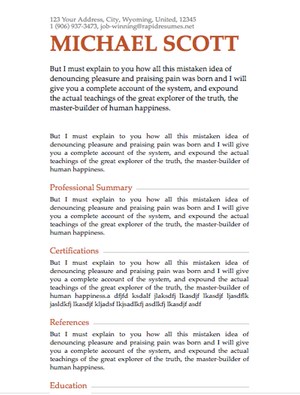 123 Your Address, City, Wyoming, United, 12345
1 (906) 937-3473, job-winning@rapidresumes.net
MICHAEL SCOTT
But I must explain to you how all this mistaken idea of
denouncing pleasure and praising pain was born and I will
give you a complete account of the system, and expound
the actual teachings of the great explorer of the truth, the
master-builder of human happiness.
But I must explain to you how all this mistaken idea of
denouncing pleasure and praising pain was born and I will give
you a complete account of the system, and expound the actual
teachings of the great explorer of the truth, the master-builder of
human happiness.
Professional Summary
But I must explain to you how all this mistaken idea of
denouncing pleasure and praising pain was born and I will give
you a complete account of the system, and expound the actual
teachings of the great explorer of the truth, the master-builder of
human happiness.
Certifications
But I must explain to you how all this mistaken idea of
denouncing pleasure and praising pain was born and I will give
you a complete account of the system, and expound the actual
teachings of the great explorer of the truth, the master-builder of
human happiness.a dfjfd ksdalf jlaksdfj lkasdjf ljasdflk
jasldkfj lkasdjf kljadsf asdlkfj lkasdjf asdf
References
But I must explain to you how all this mistaken idea of
denouncing pleasure and praising pain was born and I will give
you a complete account of the system, and expound the actual
teachings of the great explorer of the truth, the master-builder of
human happiness.
Education